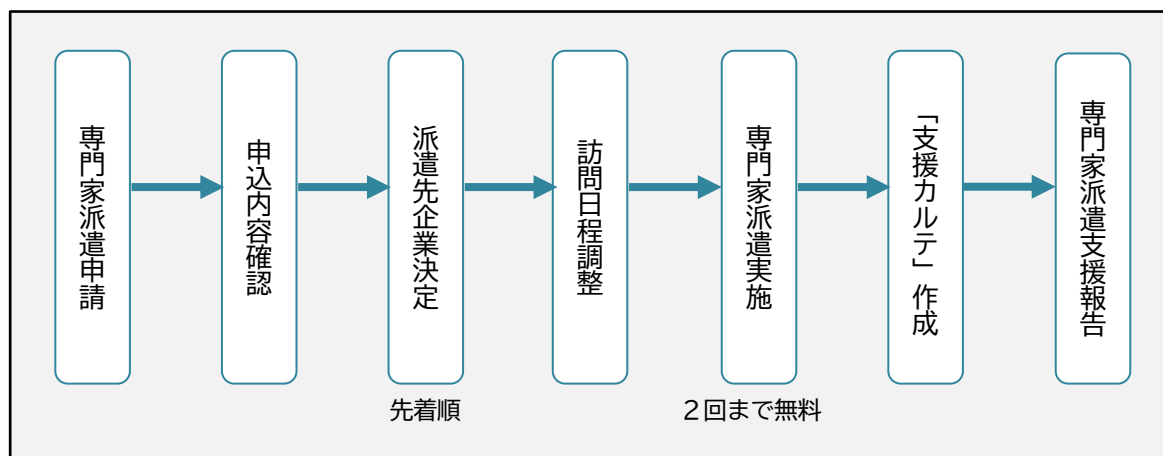 専門家派遣申請
申込内容確認
派遣先企業決定
訪問日程調整
専門家派遣実施
「支援カルテ」作成
専門家派遣支援報告
先着順
２回まで無料